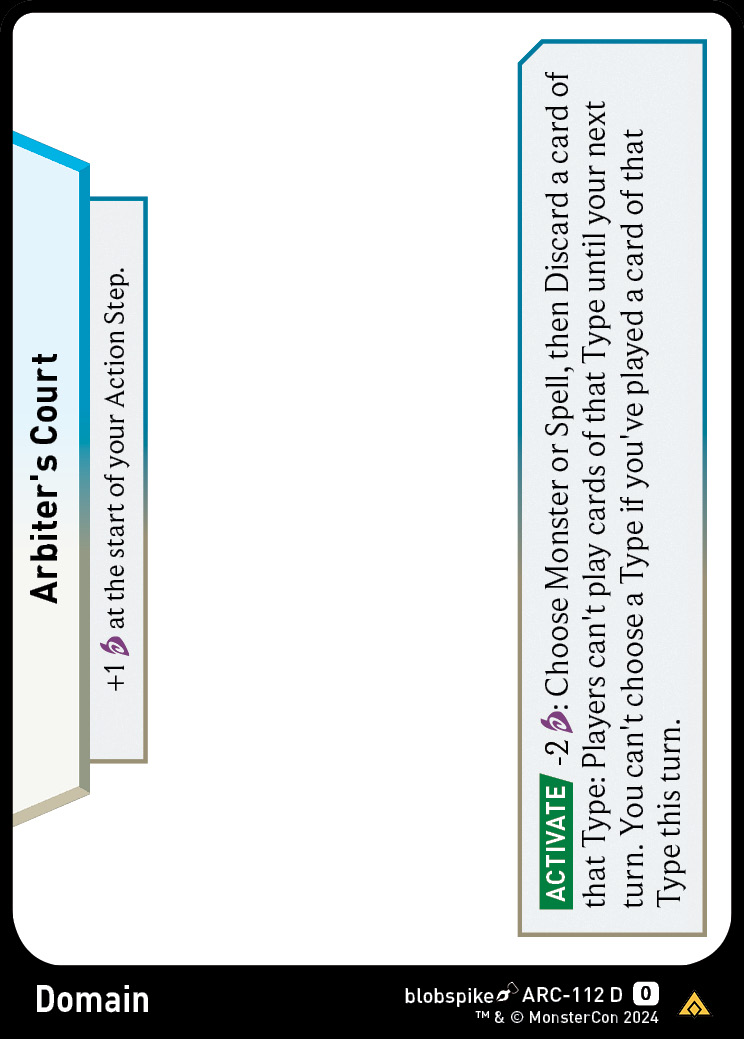 Arbiter's Court
+1 at the start of your Action Step.
ACTIVATE -2 : Choose Monster or Spell, then Discard a card of
that Type: Players can't play cards of that Type until your next
turn. You can't choose a Type if you've played a card of that
Type this turn.
Domain
blobspike ARC-112 D 0
™ & © MonsterCon 2024